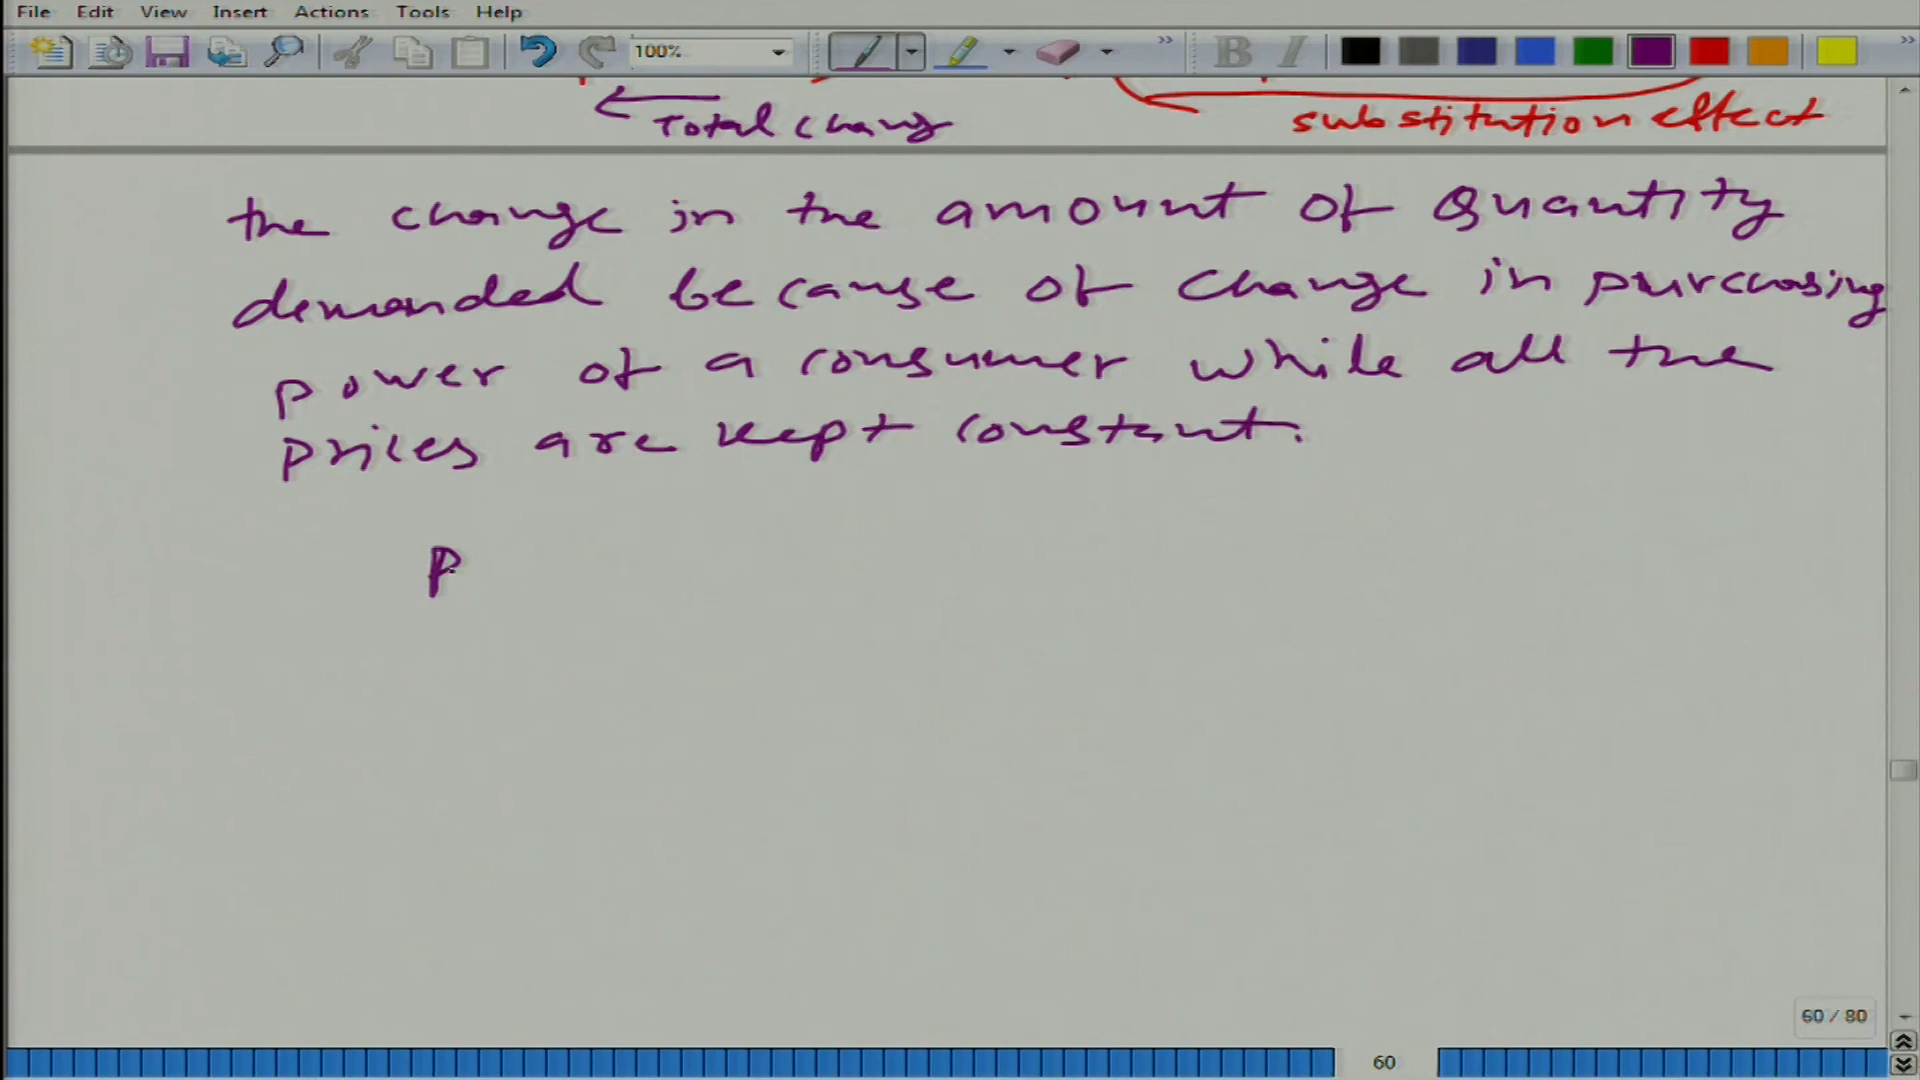 File Edit View Insert Actions Tools Help
100%
Total chang
substitution effect
the change in the amount of Quantity
demanded because of change in purchasing
power of a consumer while all the
prices are kept constant.
P
60 / 80
60